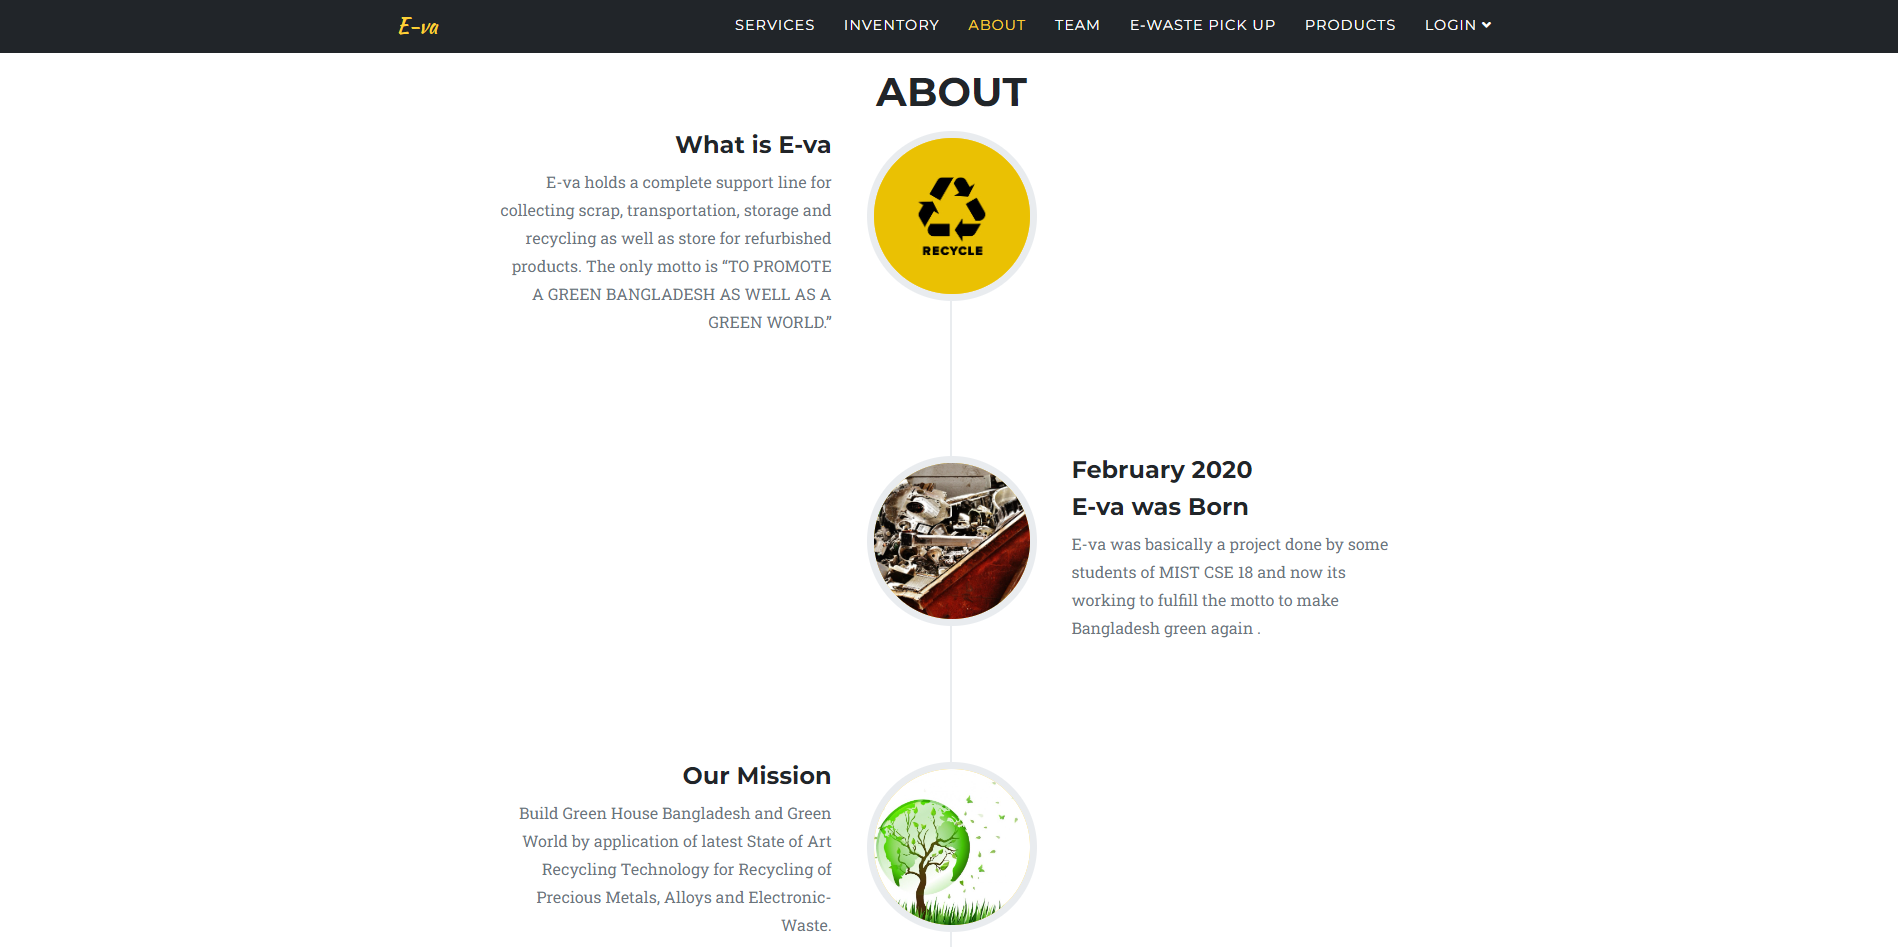 E-va
SERVICES INVENTORY ABOUT TEAM E-WASTE PICK UP PRODUCTS LOGIN
ABOUT
What is E-va
E-va holds a complete support line for
collecting scrap, transportation, storage and
recycling as well as store for refurbished
products. The only motto is “TO PROMOTE
A GREEN BANGLADESH AS WELL AS A
GREEN WORLD.”
RECYCLE
February 2020
E-va was Born
E-va was basically a project done by some
students of MIST CSE 18 and now its
working to fulfill the motto to make
Bangladesh green again .
Our Mission
Build Green House Bangladesh and Green
World by application of latest State of Art
Recycling Technology for Recycling of
Precious Metals, Alloys and Electronic-
Waste.